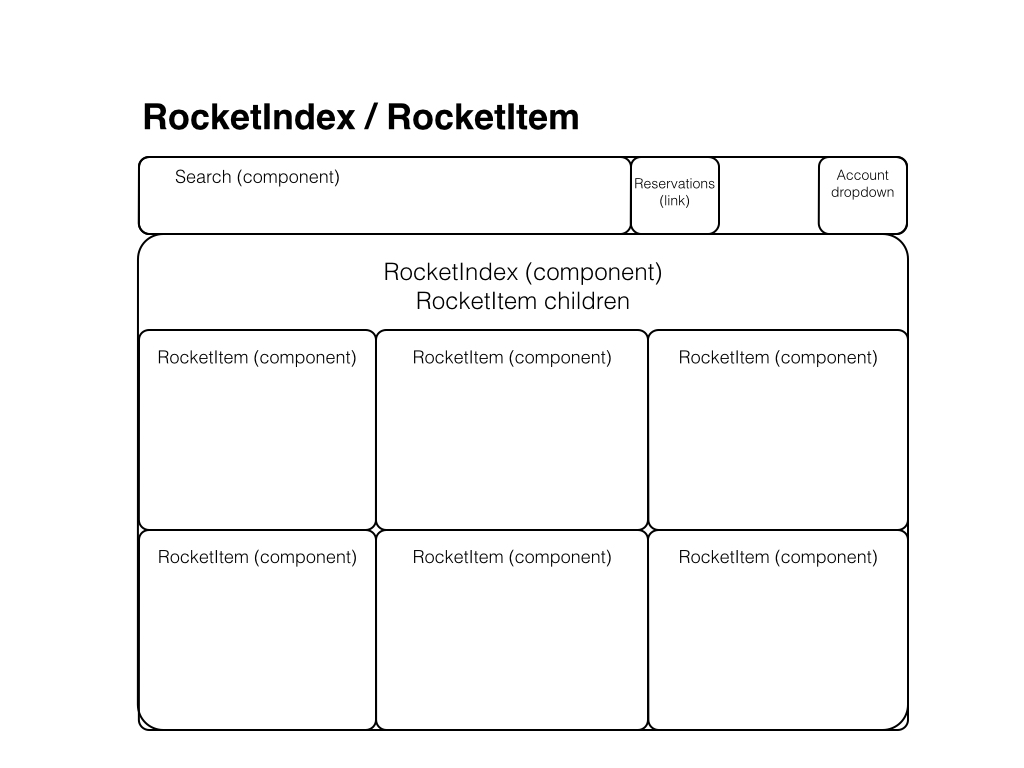 RocketIndex / RocketItem
Search (component)
Reservations
(link)
Account
dropdown
RocketIndex (component)
RocketItem children
RocketItem (component)
RocketItem (component)
RocketItem (component)
RocketItem (component)
RocketItem (component)
RocketItem (component)